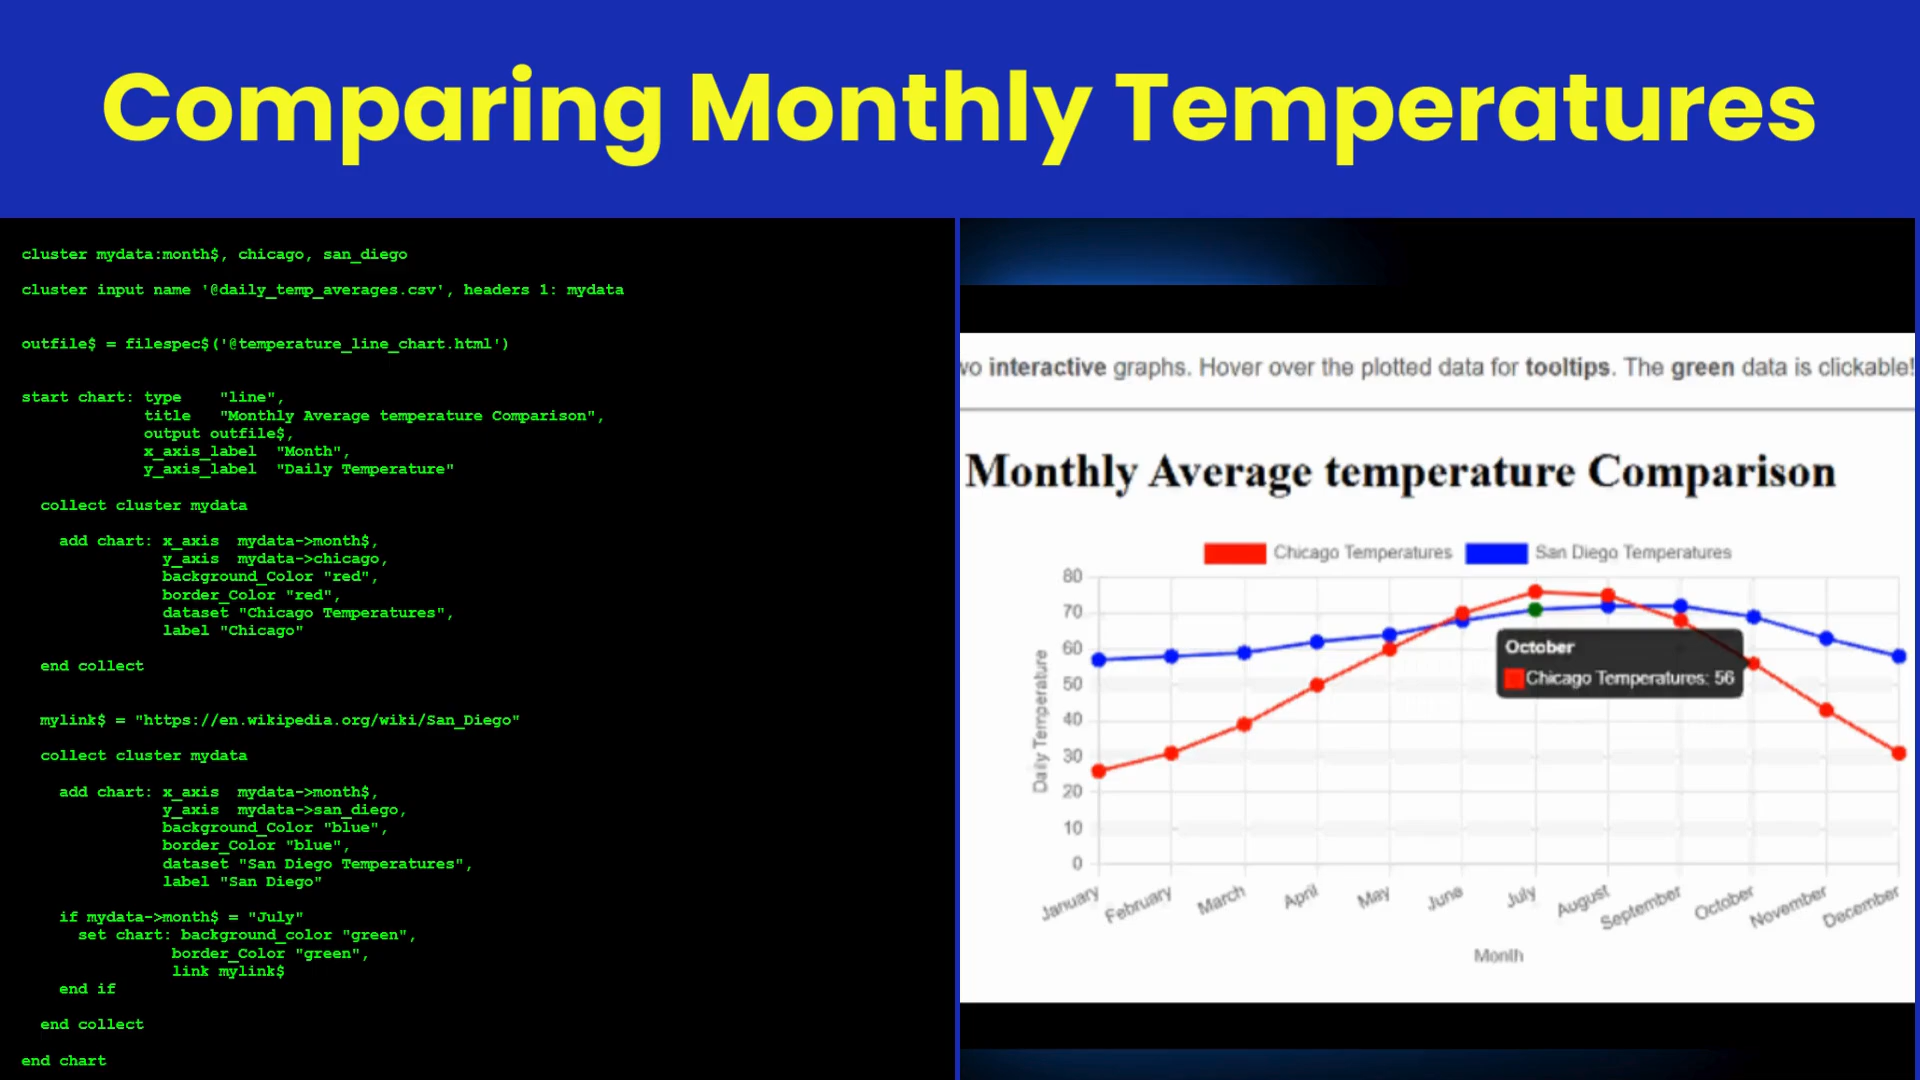 Comparing Monthly Temperatures
cluster mydata:month$, chicago, san_diego
cluster input name '@daily_temp_averages.csv', headers 1: mydata
outfile$ = filespec$('@temperature_line_chart.html')
start chart: type    "line",
title   "Monthly Average temperature Comparison",
output outfile$,
x_axis_label  "Month",
y_axis_label  "Daily Temperature"
collect cluster mydata
add chart: x_axis  mydata->month$,
y_axis  mydata->chicago,
background_Color "red",
border_Color "red",
dataset "Chicago Temperatures",
label "Chicago"
end collect
mylink$ = "https://en.wikipedia.org/wiki/San_Diego"
collect cluster mydata
add chart: x_axis  mydata->month$,
y_axis  mydata->san_diego,
background_Color "blue",
border_Color "blue",
dataset "San Diego Temperatures",
label "San Diego"
if mydata->month$ = "July"
set chart: background_color "green",
border_Color "green",
link mylink$
end if
end collect
end chart
wo interactive graphs. Hover over the plotted data for tooltips. The green data is clickable!
Monthly Average temperature Comparison
Chicago Temperatures
San Diego Temperatures
80
70
60
50
40
30
20
10
0
Daily Temperature
October
Chicago Temperatures: 56
January
February
March
April
May
June
July
August
September
October
November
December
Month